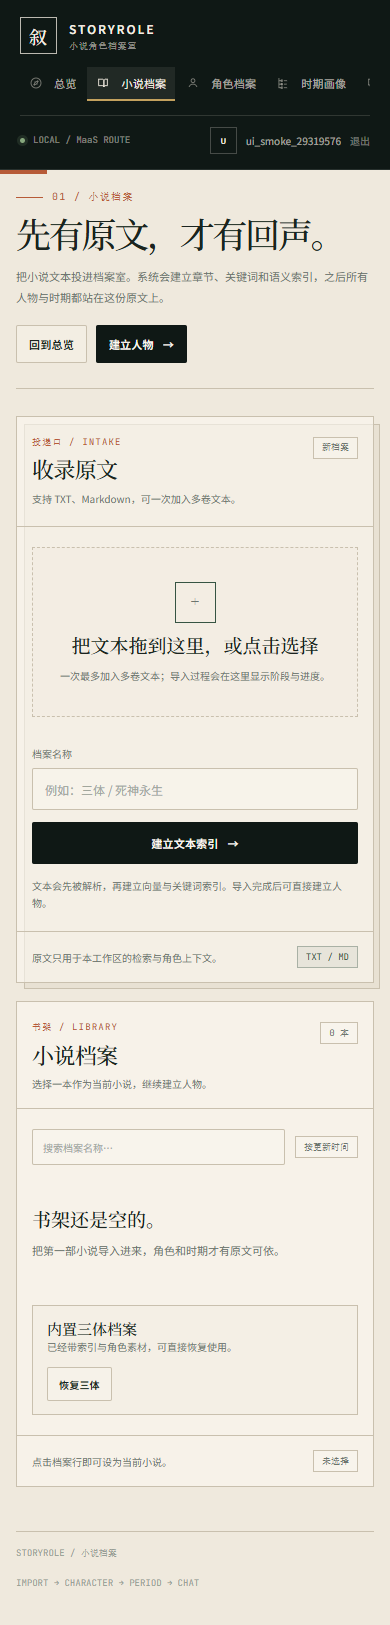 叙
STORYROLE
小说角色档案室
总览
小说档案
角色档案
时期画像
LOCAL / MaaS ROUTE
U
ui_smoke_29319576
退出
01 / 小说档案
先有原文，才有回声。
把小说文本投进档案室。系统会建立章节、关键词和语义索引，之后所有
人物与时期都站在这份原文上。
回到总览
建立人物 →
投递口 / INTAKE
新档案
收录原文
支持 TXT、Markdown，可一次加入多卷文本。
+
把文本拖到这里，或点击选择
一次最多加入多卷文本；导入过程会在这里显示阶段与进度。
档案名称
例如：三体 / 死神永生
建立文本索引 →
文本会先被解析，再建立向量与关键词索引。导入完成后可直接建立人
物。
原文只用于本工作区的检索与角色上下文。
TXT / MD
书架 / LIBRARY
0 本
小说档案
选择一本作为当前小说，继续建立人物。
搜索档案名称…
按更新时间
书架还是空的。
把第一部小说导入进来，角色和时期才有原文可依。
内置三体档案
已经带索引与角色素材，可直接恢复使用。
恢复三体
点击档案行即可设为当前小说。
未选择
STORYROLE / 小说档案
IMPORT → CHARACTER → PERIOD → CHAT